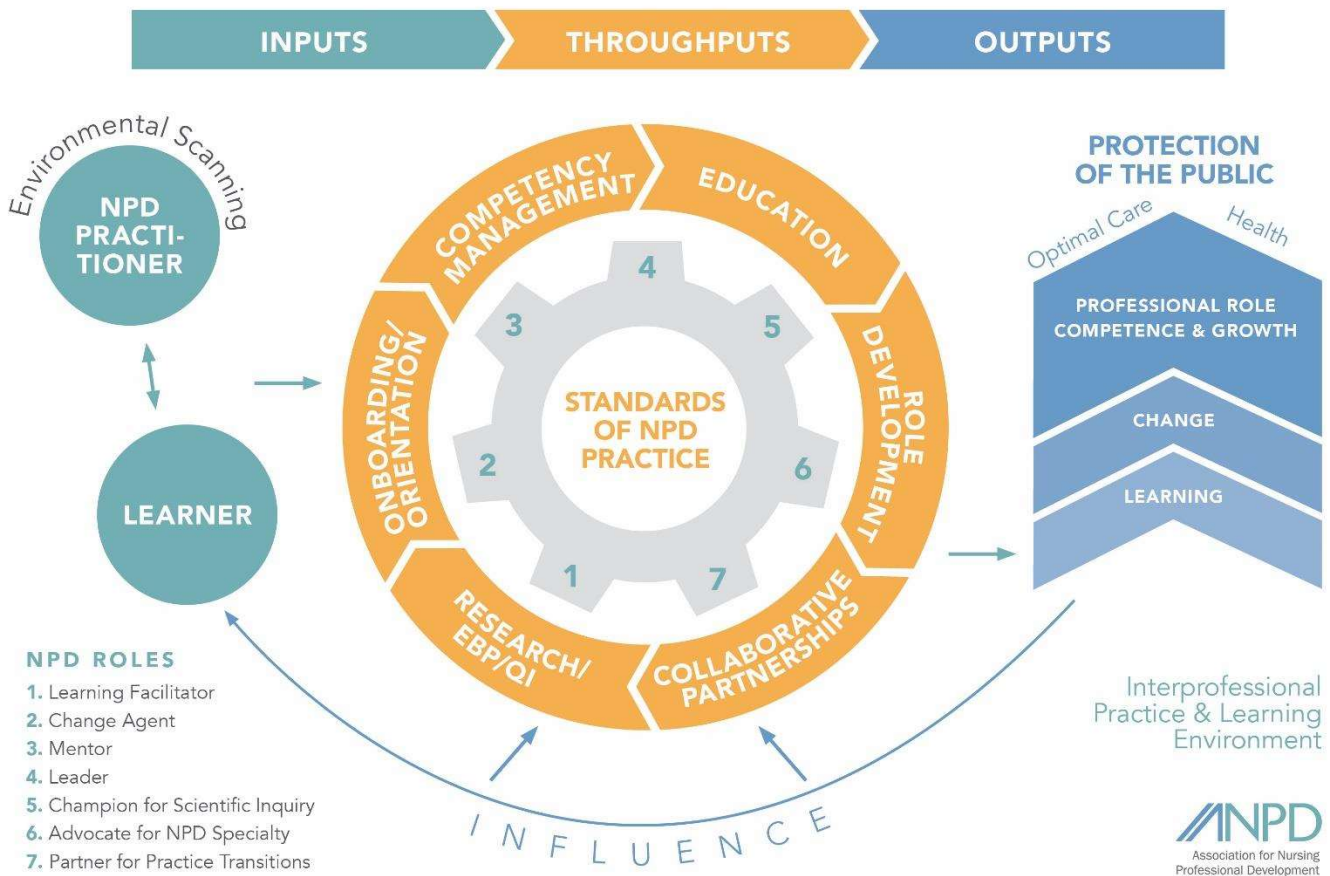 INPUTS
THROUGHPUTS
OUTPUTS
Environmental Scanning
NPD
PRACTI-
TIONER
LEARNER
COMPETENCY
MANAGEMENT
EDUCATION
ROLE
DEVELOPMENT
COLLABORATIVE
PARTNERSHIPS
RESEARCH/
EBP/QI
ONBOARDING/
ORIENTATION
1
2
3
4
5
6
7
STANDARDS
OF NPD
PRACTICE
PROTECTION
OF THE PUBLIC
Optimal Care
Health
PROFESSIONAL ROLE
COMPETENCE & GROWTH
CHANGE
LEARNING
NPD ROLES
1. Learning Facilitator
2. Change Agent
3. Mentor
4. Leader
5. Champion for Scientific Inquiry
6. Advocate for NPD Specialty
7. Partner for Practice Transitions
INFLUENCE
Interprofessional
Practice & Learning
Environment
ANPD
Association for Nursing
Professional Development